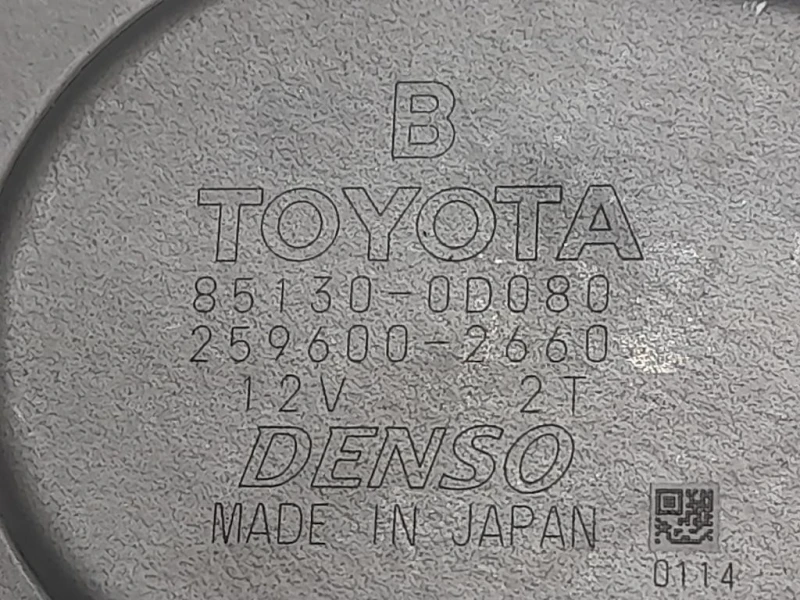 B
TOYOTA
85130-0D080
259600-2660
12V 2T
DENSO
MADE IN JAPAN
0114